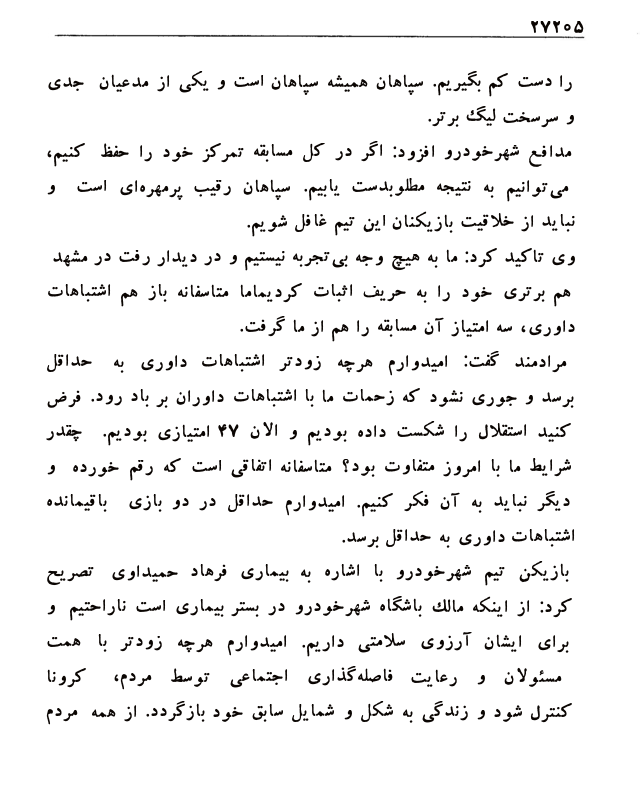 ۲۷۲۰۵
را دست کم بگیریم. سپاهان همیشه سپاهان است و یکی از مدعیان جدی
و سرسخت لیگ برتر.
مدافع شهرخودرو افزود: اگر در کل مسابقه تمرکز خود را حفظ کنیم،
می‌توانیم به نتیجه مطلوبدست یابیم. سپاهان رقیب پرمهره‌ای است و
نباید از خلاقیت بازیکنان این تیم غافل شویم.
وی تاکید کرد: ما به هیچ وجه بی‌تجربه نیستیم و در دیدار رفت در مشهد
هم برتری خود را به حریف اثبات کردیماما متاسفانه باز هم اشتباهات
داوری، سه امتیاز آن مسابقه را هم از ما گرفت.
مرادمند گفت: امیدوارم هرچه زودتر اشتباهات داوری به حداقل
برسد و جوری نشود که زحمات ما با اشتباهات داوران بر باد رود. فرض
کنید استقلال را شکست داده بودیم و الان ۴۷ امتیازی بودیم. چقدر
شرایط ما با امروز متفاوت بود؟ متاسفانه اتفاقی است که رقم خورده و
دیگر نباید به آن فکر کنیم. امیدوارم حداقل در دو بازی باقیمانده
اشتباهات داوری به حداقل برسد.
بازیکن تیم شهرخودرو با اشاره به بیماری فرهاد حمیداوی تصریح
کرد: از اینکه مالك باشگاه شهرخودرو در بستر بیماری است ناراحتیم و
برای ایشان آرزوی سلامتی داریم. امیدوارم هرچه زودتر با همت
مسئولان و رعایت فاصله‌گذاری اجتماعی توسط مردم، کرونا
کنترل شود و زندگی به شکل و شمایل سابق خود بازگردد. از همه مردم